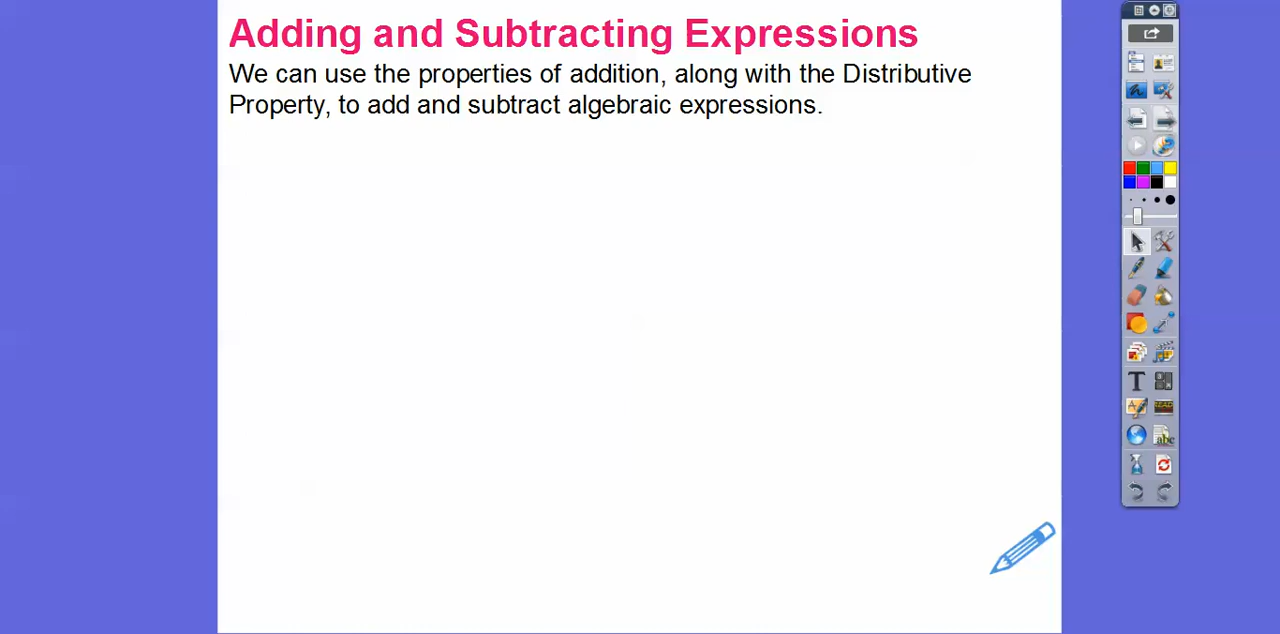 Adding and Subtracting Expressions
We can use the properties of addition, along with the Distributive
Property, to add and subtract algebraic expressions.